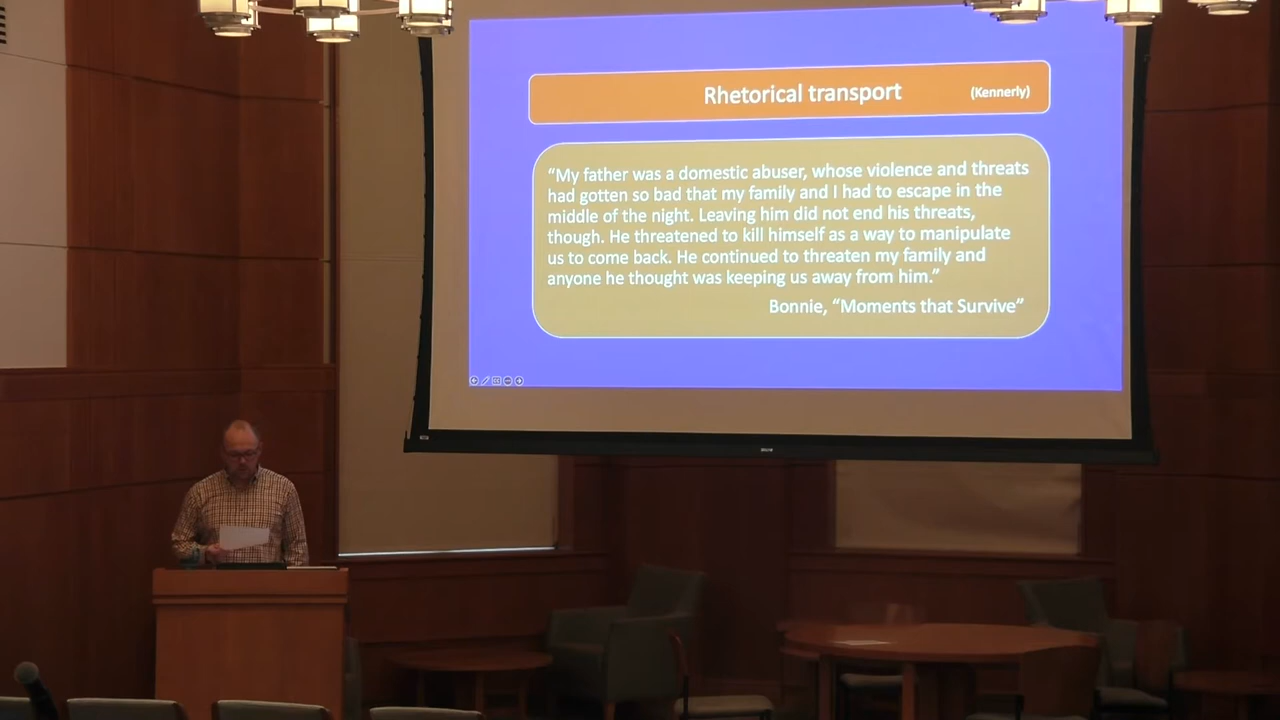 Rhetorical transport (Kennerly)
“My father was a domestic abuser, whose violence and threats
had gotten so bad that my family and I had to escape in the
middle of the night. Leaving him did not end his threats,
though. He threatened to kill himself as a way to manipulate
us to come back. He continued to threaten my family and
anyone he thought was keeping us away from him.”
Bonnie, “Moments that Survive”